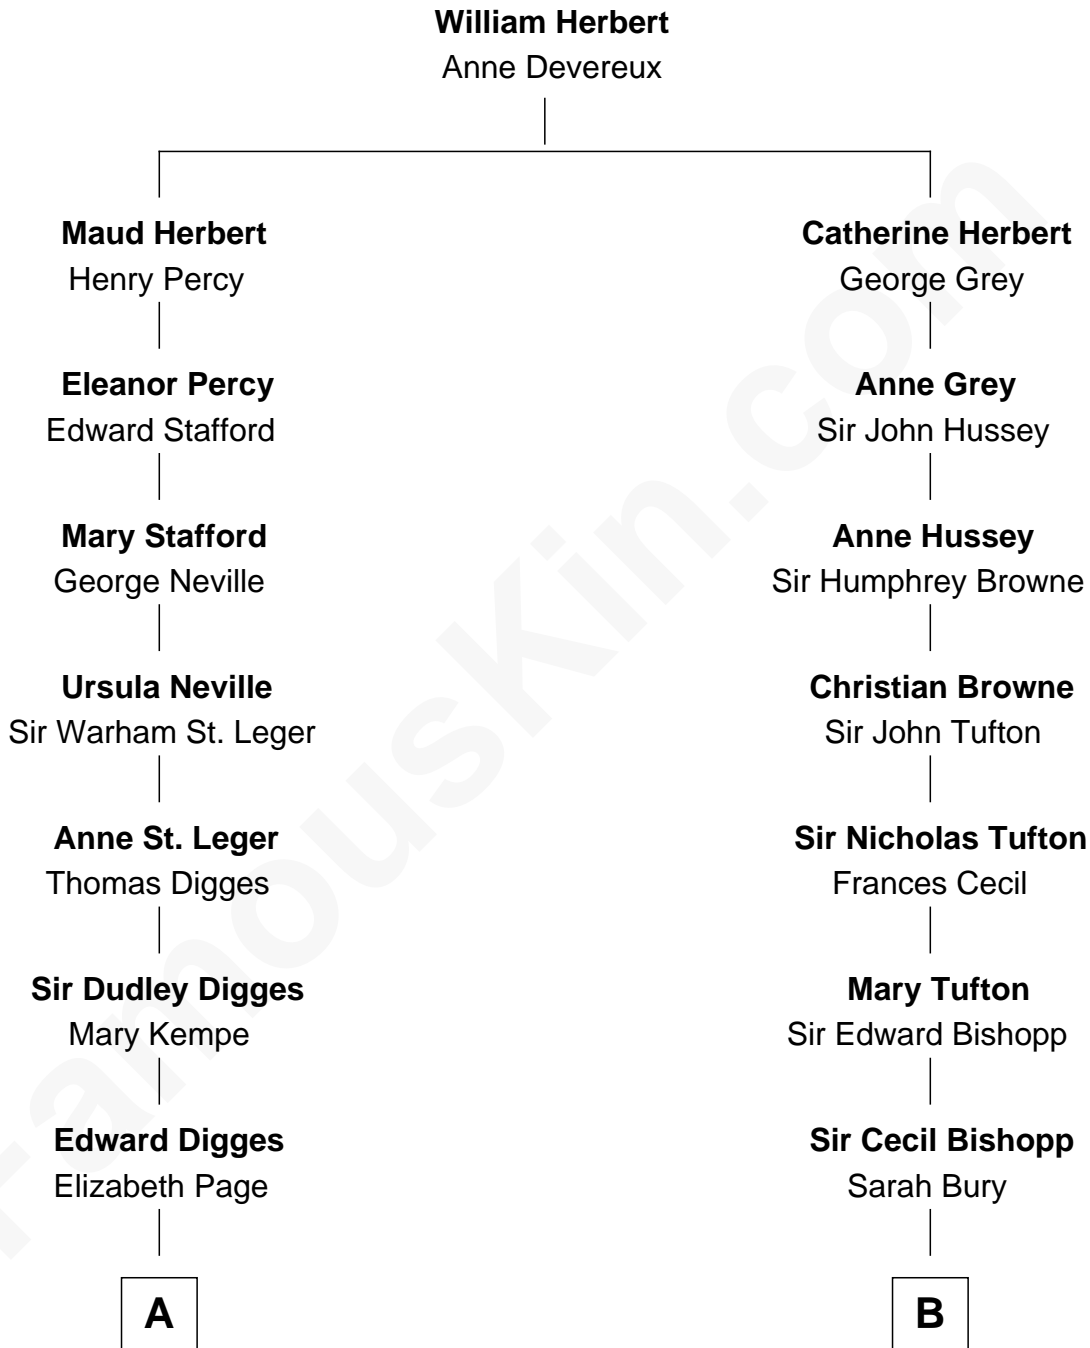 William Herbert
Anne Devereux
Maud Herbert
Henry Percy
Catherine Herbert
George Grey
Eleanor Percy
Edward Stafford
Anne Grey
Sir John Hussey
Mary Stafford
George Neville
Anne Hussey
Sir Humphrey Browne
Ursula Neville
Sir Warham St. Leger
Christian Browne
Sir John Tufton
Anne St. Leger
Thomas Digges
Sir Nicholas Tufton
Frances Cecil
Sir Dudley Digges
Mary Kempe
Mary Tufton
Sir Edward Bishopp
Edward Digges
Elizabeth Page
Sir Cecil Bishopp
Sarah Bury
A
B
FamousKin.com